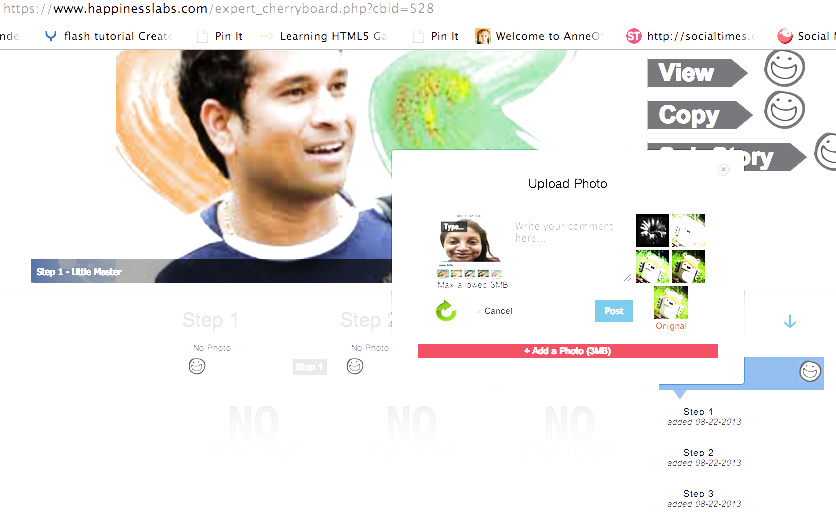 https://www.happinesslabs.com/expert_cherryboard.php?cbid=528
flash tutorial Create
Pin It
Learning HTML5 Ga
Pin It
Welcome to AnneO
ST http://socialtimes.c
Social M
View
Copy
Story
Upload Photo
Type...
Write your comment
here...
Step 1 - Little Master
Max allowed 3MB
Cancel
Post
Orignal
+ Add a Photo (3MB)
Step 1
Step 2
No Photo
No Photo
Step 1
NO
NO
NO
Step 1
added 08-22-2013
Step 2
added 08-22-2013
Step 3
added 08-22-2013